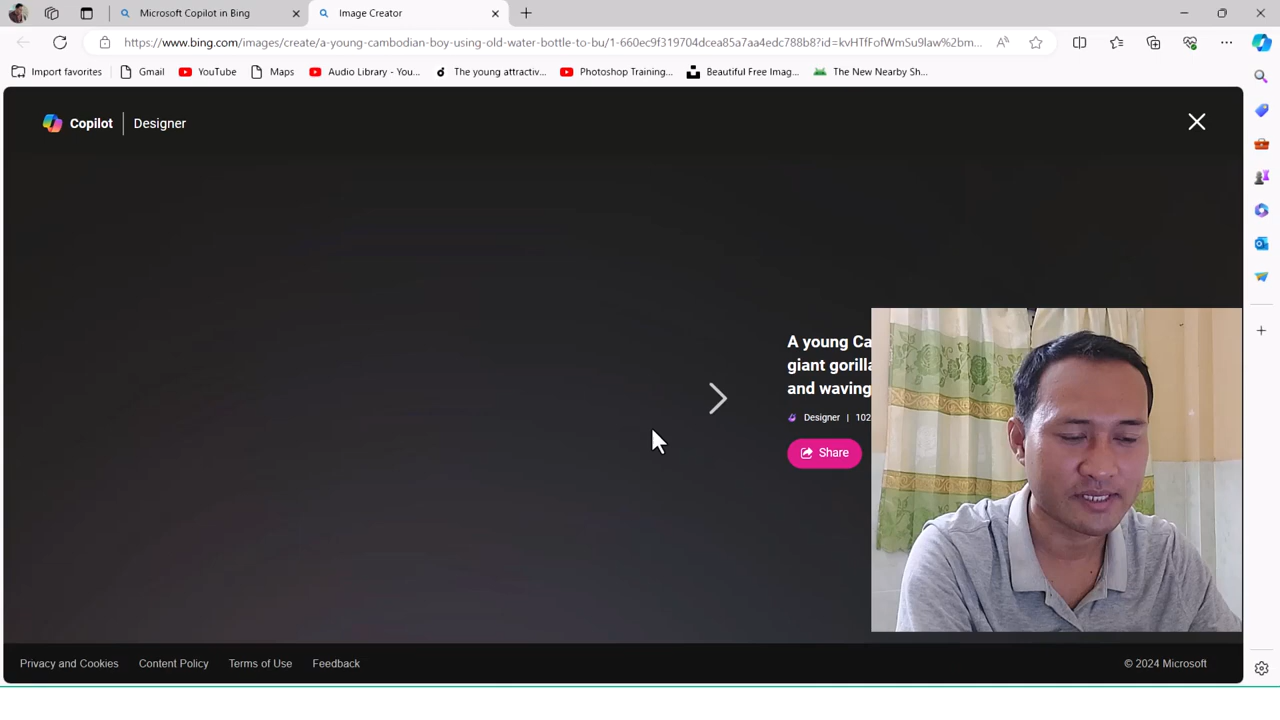 Microsoft Copilot in Bing
Image Creator
https://www.bing.com/images/create/a-young-cambodian-boy-using-old-water-bottle-to-bu/1-660ec9f319704dcea85a7aa4edc788b8?id=kvHTfFofWmSu9law%2bm...
Import favorites
Gmail
YouTube
Maps
Audio Library - You...
The young attractiv...
Photoshop Training...
Beautiful Free Imag...
The New Nearby Sh...
Copilot | Designer
A young Ca
giant gorilla
and waving
Designer | 102
Share
Privacy and Cookies
Content Policy
Terms of Use
Feedback
© 2024 Microsoft